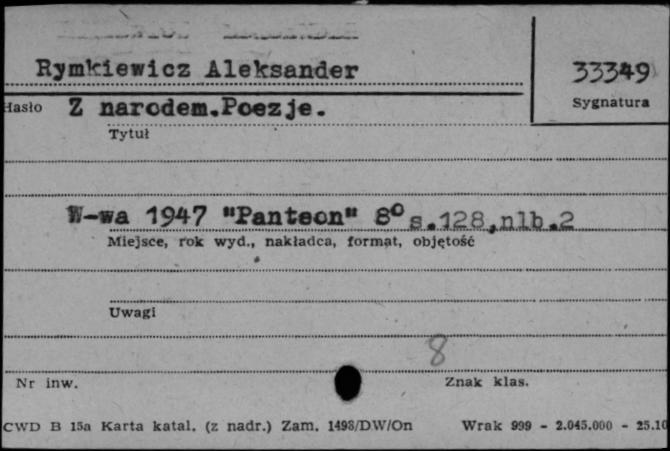 Rymkiewicz Aleksander
33349
Sygnatura
Hasło Z narodem.Poezje.
Tytuł
W-wa 1947 "Panteon" 8⁰ s.128,nlb.2
Miejsce, rok wyd., nakładca, format, objętość
Uwagi
8
Nr inw.
Znak klas.
CWD B 15a Karta katal. (z nadr.) Zam. 1498/DW/On Wrak 999 - 2.045.000 - 25.10